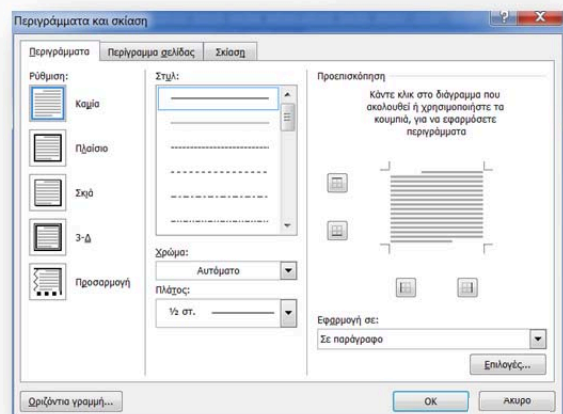 Περιγράμματα και σκίαση
Περιγράμματα
Περίγραμμα σελίδας
Σκίαση
Ρύθμιση:
Καμία
Πλαίσιο
Σκιά
3-Δ
Προσαρμογή
Στυλ:
Χρώμα:
Αυτόματο
Πλάτος:
½ στ.
Προεπισκόπηση
Κάντε κλικ στο διάγραμμα που
ακολουθεί ή χρησιμοποιήστε τα
κουμπιά, για να εφαρμόσετε
περιγράμματα
Εφαρμογή σε:
Σε παράγραφο
Επιλογές...
Οριζόντια γραμμή...
OK
Άκυρο